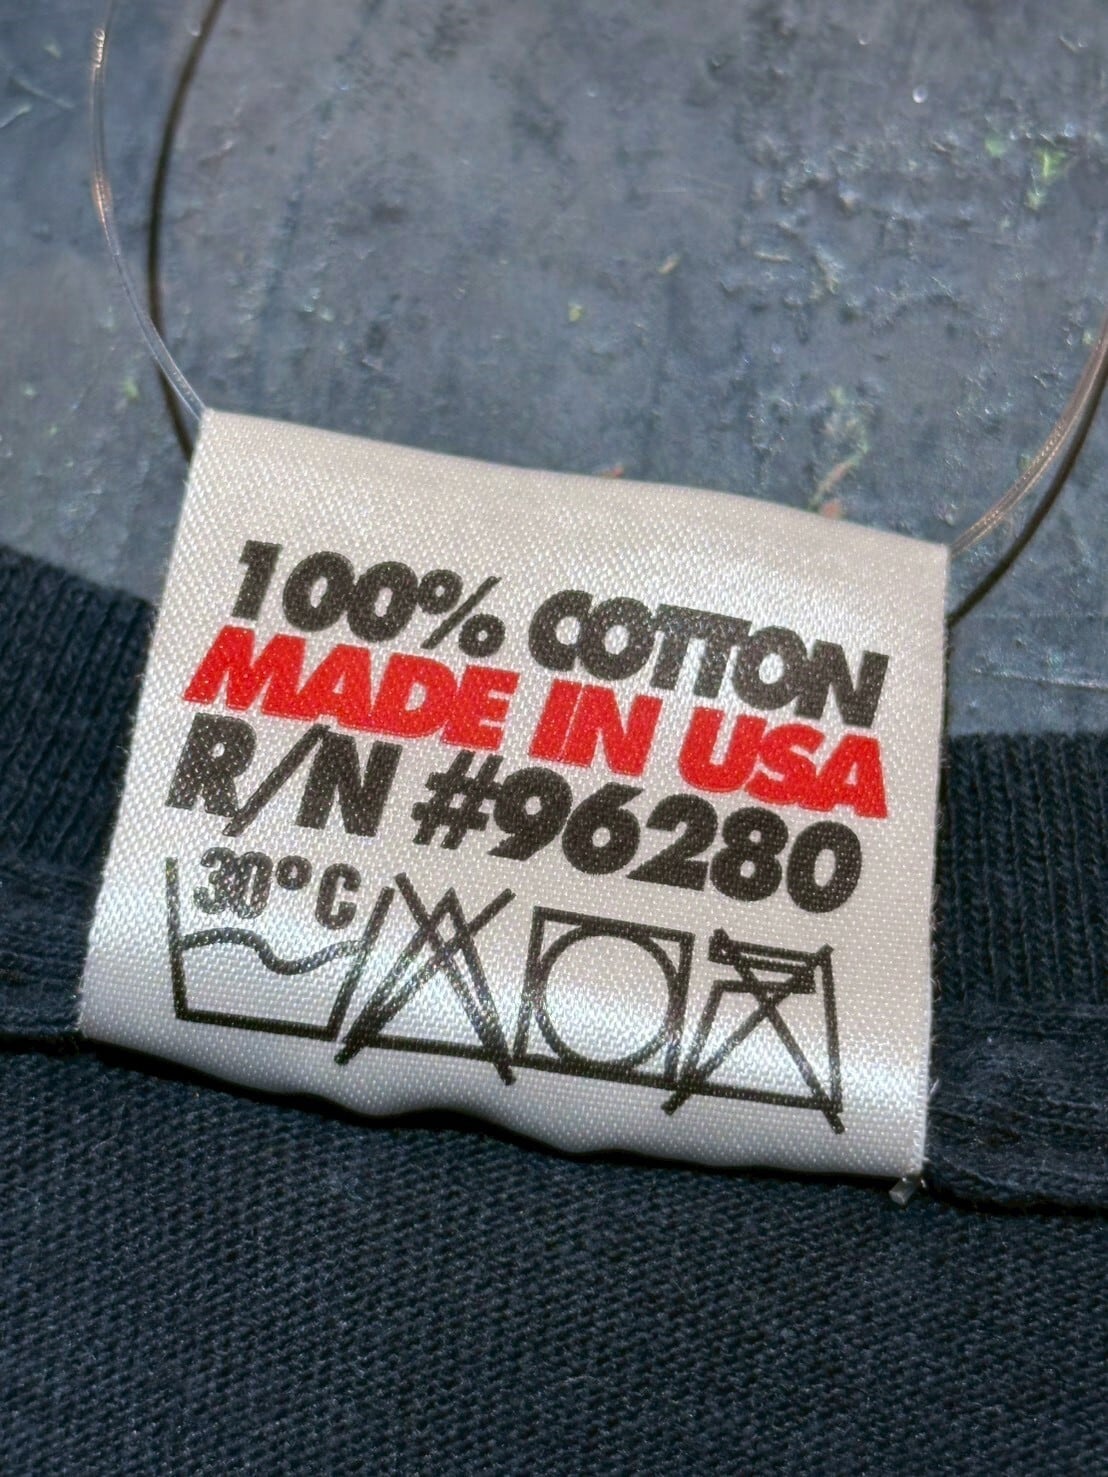 100% COTTON
MADE IN USA
R/N #96280
30°C